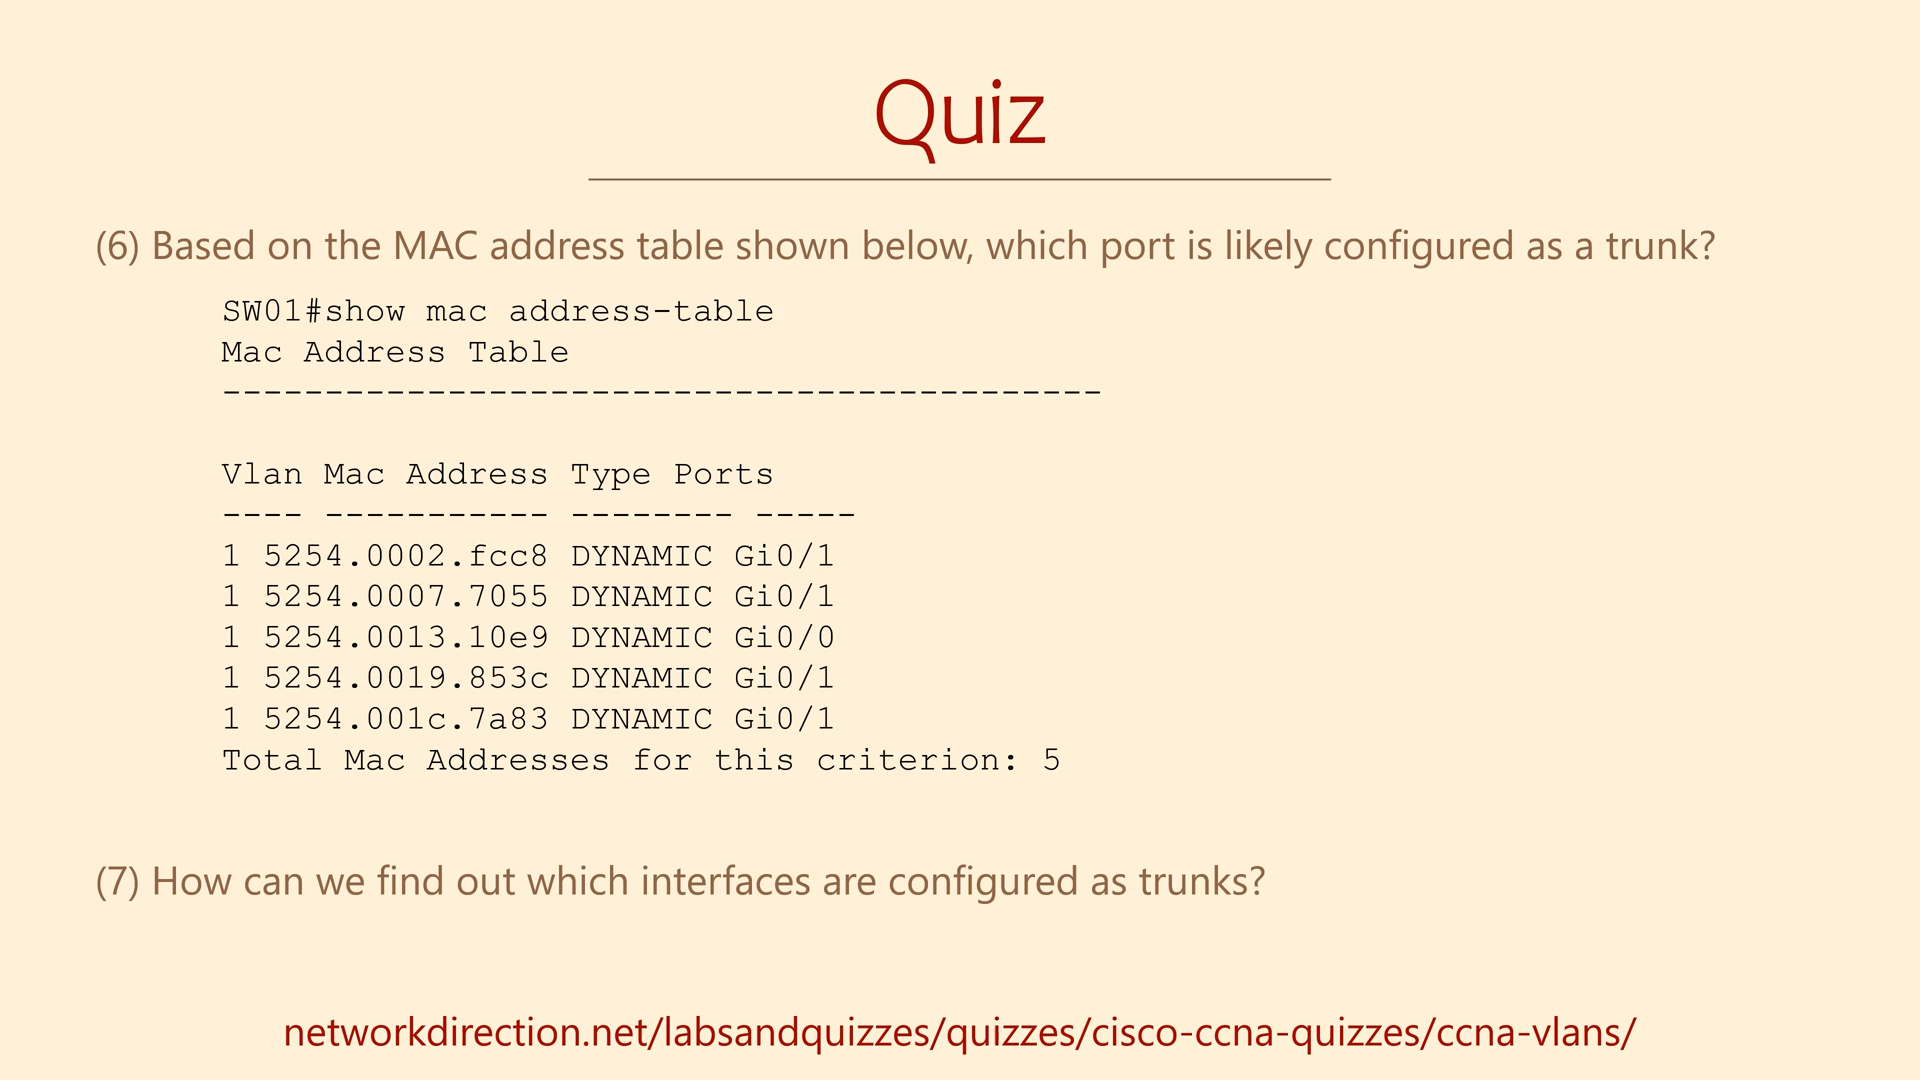 Quiz
(6) Based on the MAC address table shown below, which port is likely configured as a trunk?
SW01#show mac address-table
Mac Address Table
-------------------------------------------
Vlan Mac Address Type Ports
---- ----------- -------- -----
1 5254.0002.fcc8 DYNAMIC Gi0/1
1 5254.0007.7055 DYNAMIC Gi0/1
1 5254.0013.10e9 DYNAMIC Gi0/0
1 5254.0019.853c DYNAMIC Gi0/1
1 5254.001c.7a83 DYNAMIC Gi0/1
Total Mac Addresses for this criterion: 5
(7) How can we find out which interfaces are configured as trunks?
networkdirection.net/labsandquizzes/quizzes/cisco-ccna-quizzes/ccna-vlans/